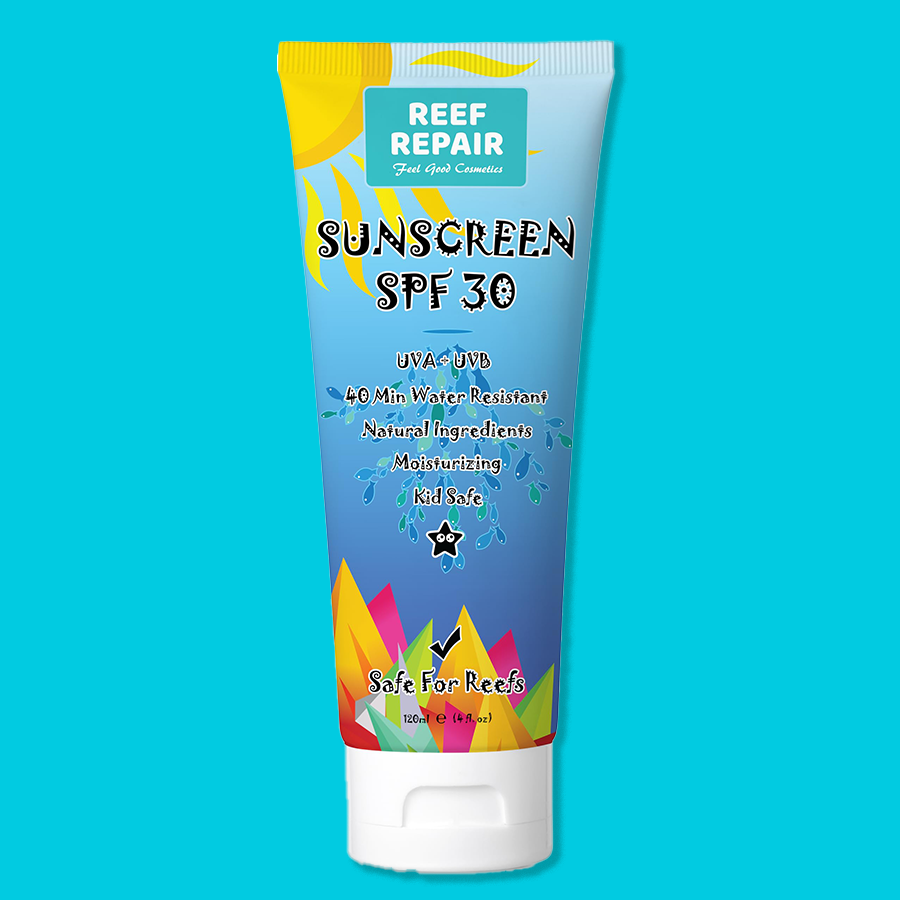 REEF
REPAIR
Feel Good Cosmetics
SUNSCREEN
SPF 30
UVA + UVB
40 Min Water Resistant
Natural Ingredients
Moisturizing
Kid Safe
Safe For Reefs
120ml ℮ (4 fl. oz)